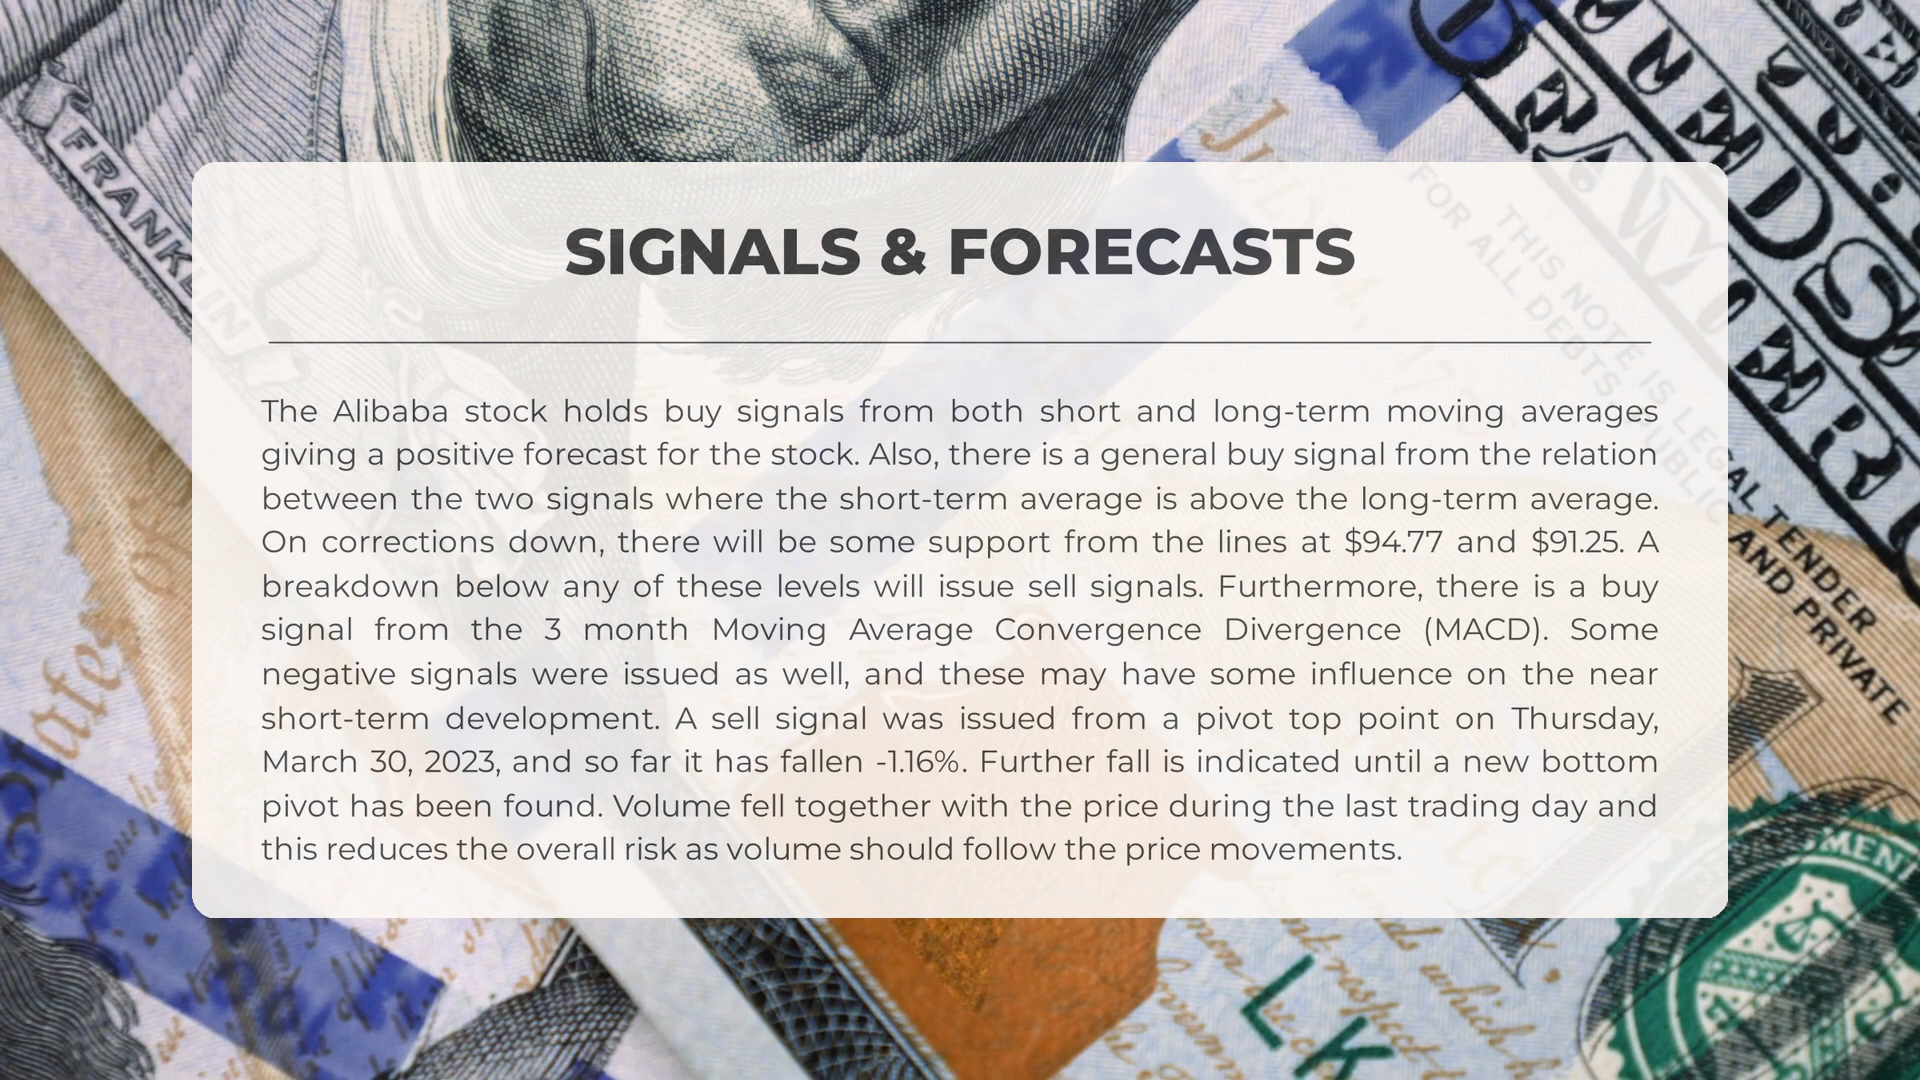 FRANKLIN
SIGNALS & FORECASTS
The Alibaba stock holds buy signals from both short and long-term moving averages
giving a positive forecast for the stock. Also, there is a general buy signal from the relation
between the two signals where the short-term average is above the long-term average.
On corrections down, there will be some support from the lines at $94.77 and $91.25. A
breakdown below any of these levels will issue sell signals. Furthermore, there is a buy
signal from the 3 month Moving Average Convergence Divergence (MACD). Some
negative signals were issued as well, and these may have some influence on the near
short-term development. A sell signal was issued from a pivot top point on Thursday,
March 30, 2023, and so far it has fallen -1.16%. Further fall is indicated until a new bottom
pivot has been found. Volume fell together with the price during the last trading day and
this reduces the overall risk as volume should follow the price movements.
THIS NOTE IS LEGAL TENDER
FOR ALL DEBTS, PUBLIC AND PRIVATE
L K